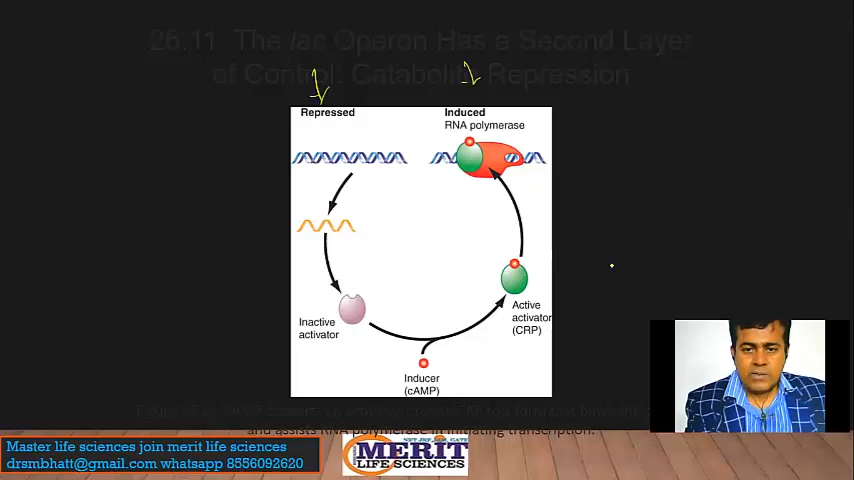 26.11 The lac Operon Has a Second Layer
of Control: Catabolite Repression
Repressed
Induced
RNA polymerase
Inactive
activator
Active
activator
(CRP)
Inducer
(cAMP)
and assists RNA polymerase in initiating transcription.
Master life sciences join merit life sciences
drsmbhatt@gmail.com whatsapp 8556092620
MERIT
LIFE SCIENCES